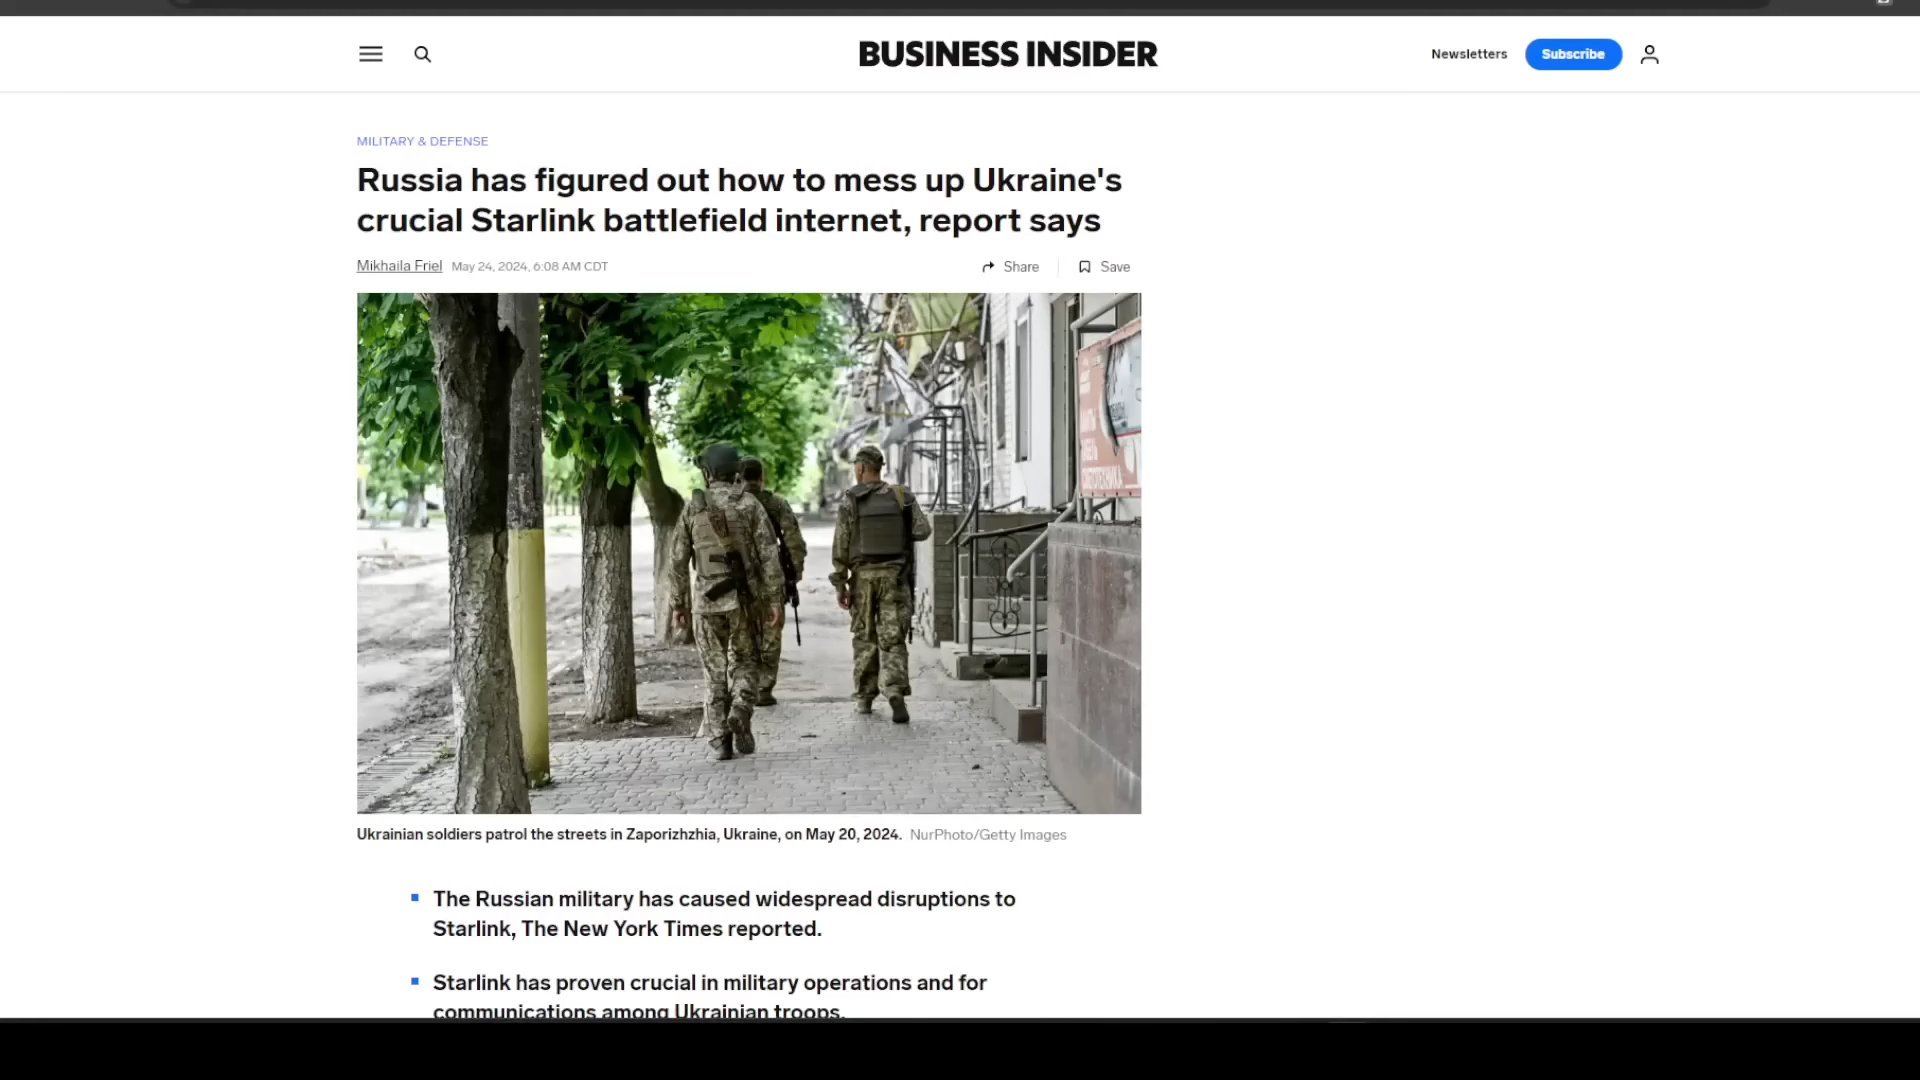 BUSINESS INSIDER
Newsletters
Subscribe
MILITARY & DEFENSE
Russia has figured out how to mess up Ukraine's
crucial Starlink battlefield internet, report says
Mikhaila Friel May 24, 2024, 6:08 AM CDT
Share
Save
Ukrainian soldiers patrol the streets in Zaporizhzhia, Ukraine, on May 20, 2024. NurPhoto/Getty Images
The Russian military has caused widespread disruptions to
Starlink, The New York Times reported.
Starlink has proven crucial in military operations and for
communications among Ukrainian troops.